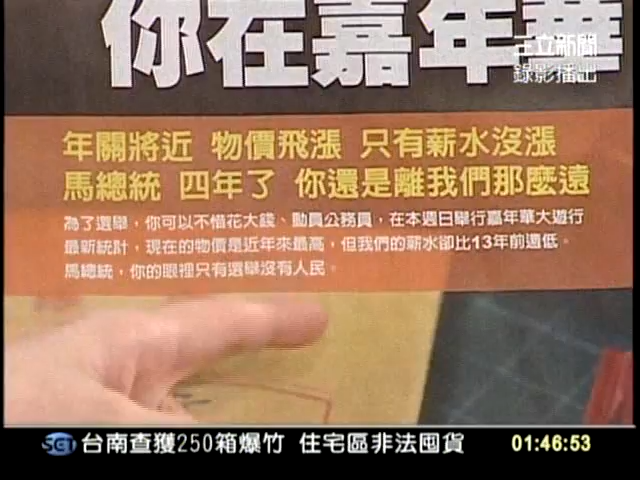 你在嘉年華
三立新聞
錄影播出
年關將近 物價飛漲 只有薪水沒漲
馬總統 四年了 你還是離我們那麼遠
為了選舉，你可以不惜花大錢、動員公務員，在本週日舉行嘉年華大遊行
最新統計，現在的物價是近年來最高，但我們的薪水卻比13年前還低。
馬總統，你的眼裡只有選舉沒有人民。
SET 台南查獲250箱爆竹 住宅區非法囤貨 01:46:53